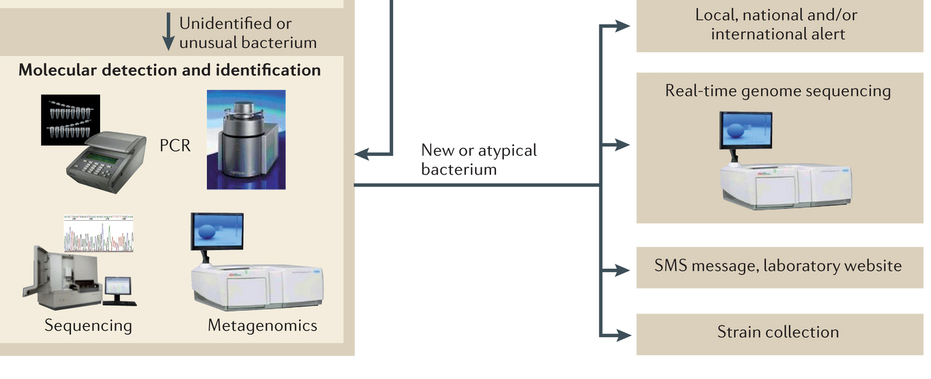 Unidentified or
unusual bacterium
Molecular detection and identification
PCR
Sequencing
Metagenomics
New or atypical
bacterium
Local, national and/or
international alert
Real-time genome sequencing
SMS message, laboratory website
Strain collection